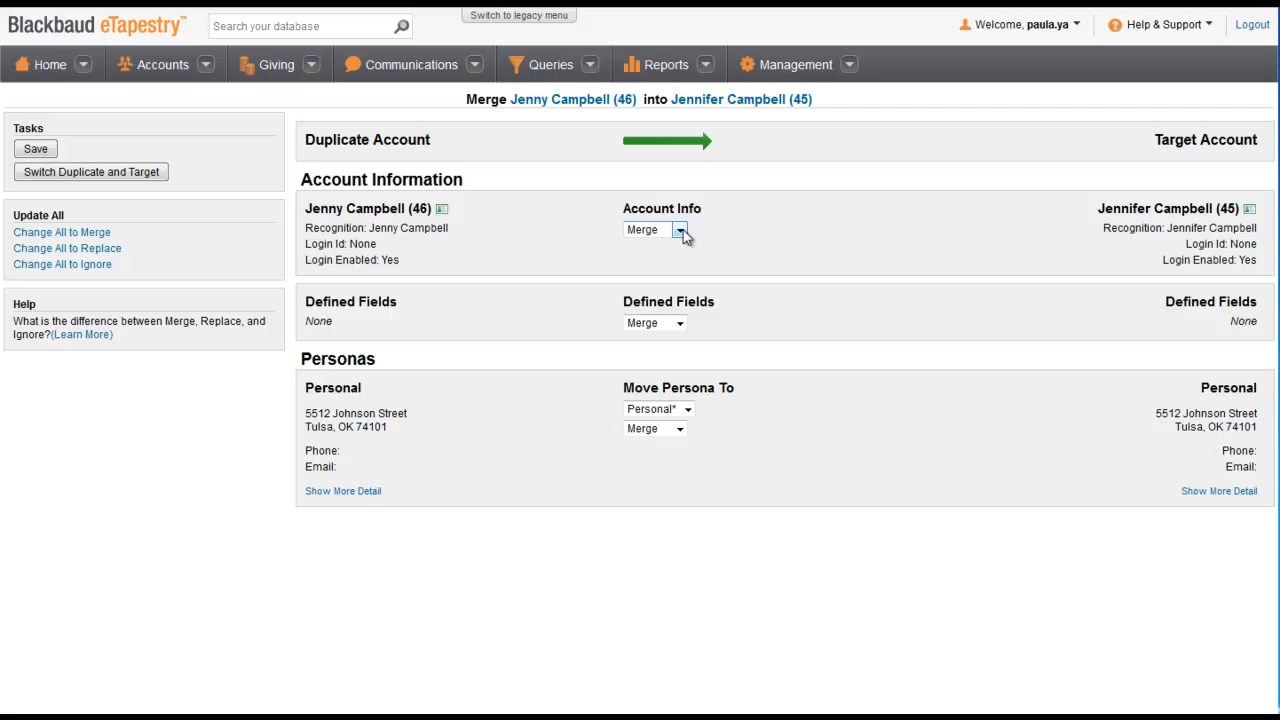 Blackbaud eTapestry™
Search your database
Switch to legacy menu
Welcome, paula.ya
Help & Support
Logout
Home
Accounts
Giving
Communications
Queries
Reports
Management
Merge Jenny Campbell (46) into Jennifer Campbell (45)
Tasks
Save
Switch Duplicate and Target
Update All
Change All to Merge
Change All to Replace
Change All to Ignore
Help
What is the difference between Merge, Replace, and
Ignore?(Learn More)
Duplicate Account
Target Account
Account Information
Jenny Campbell (46)
Recognition: Jenny Campbell
Login Id: None
Login Enabled: Yes
Account Info
Merge
Jennifer Campbell (45)
Recognition: Jennifer Campbell
Login Id: None
Login Enabled: Yes
Defined Fields
None
Defined Fields
Merge
Defined Fields
None
Personas
Personal
5512 Johnson Street
Tulsa, OK 74101
Phone:
Email:
Show More Detail
Move Persona To
Personal*
Merge
Personal
5512 Johnson Street
Tulsa, OK 74101
Phone:
Email:
Show More Detail